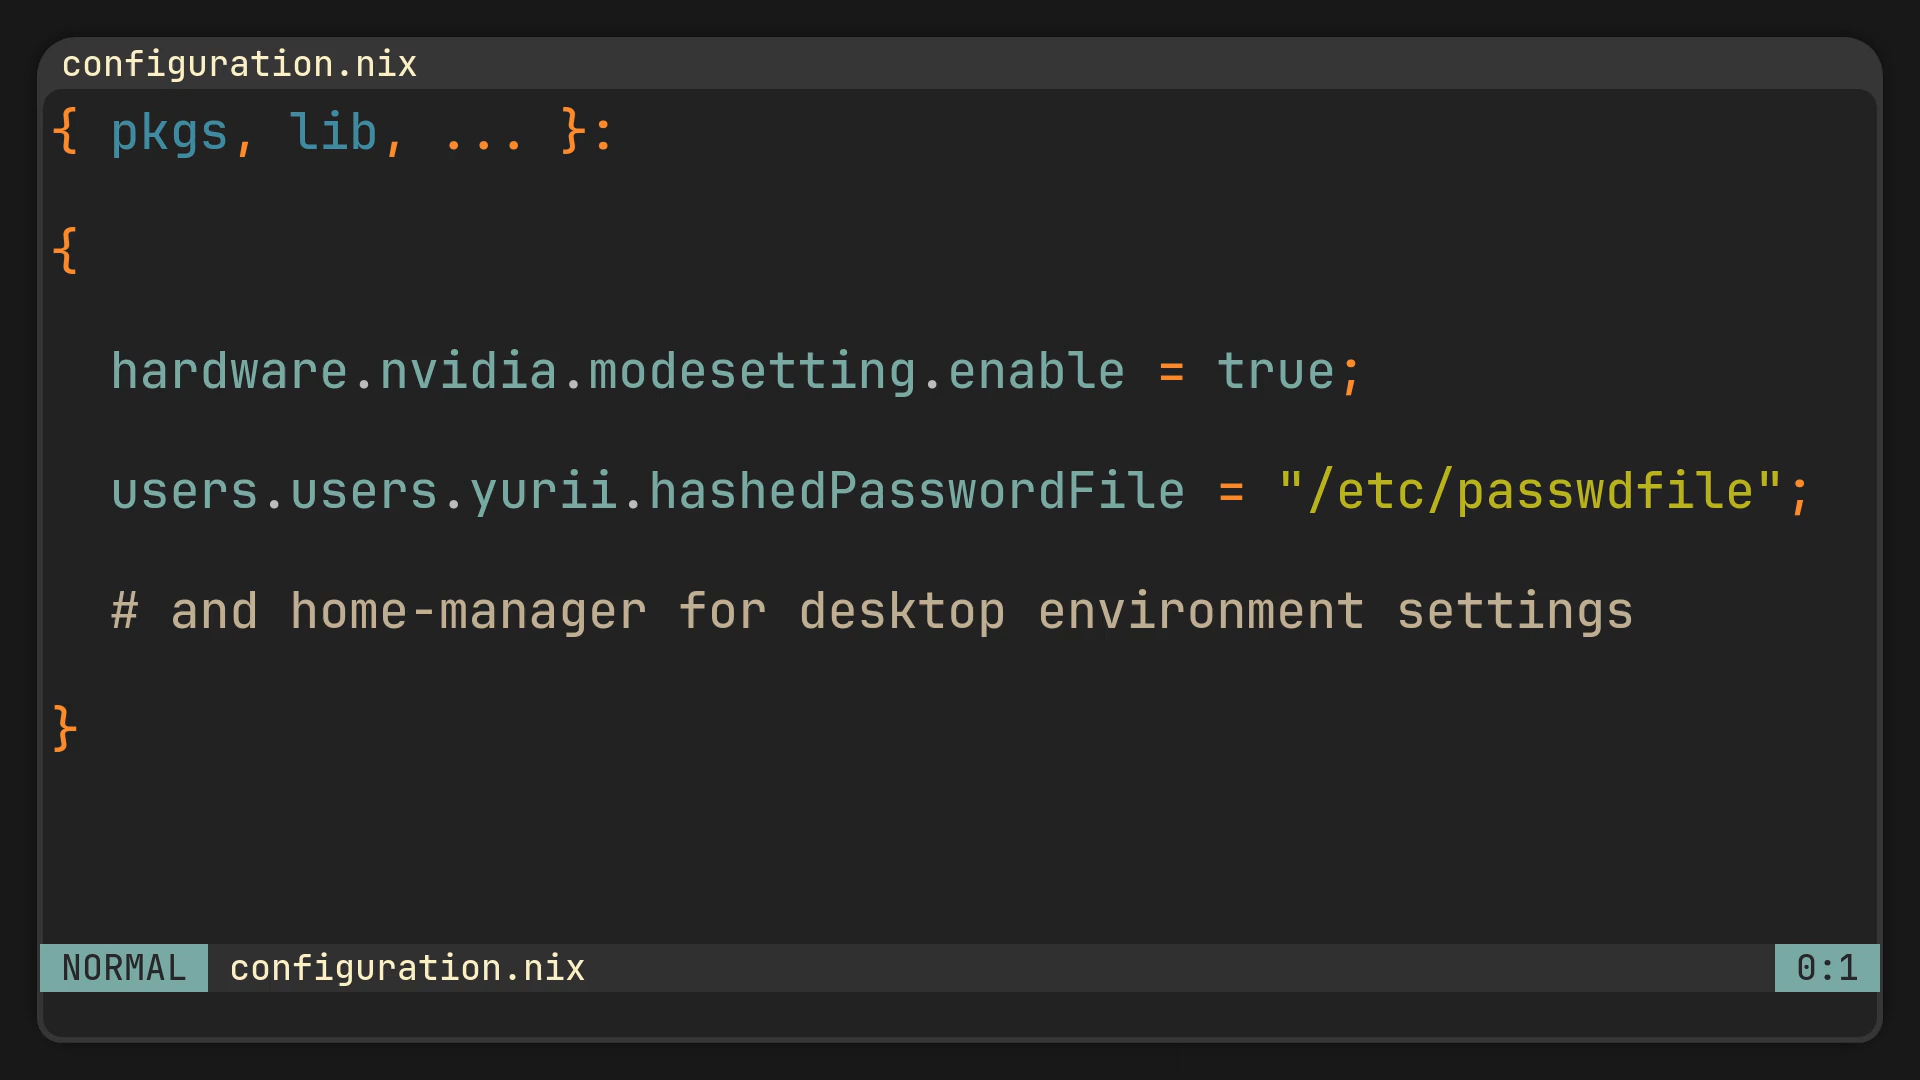 configuration.nix
{ pkgs, lib, ... }:
{
hardware.nvidia.modesetting.enable = true;
users.users.yurii.hashedPasswordFile = "/etc/passwdfile";
# and home-manager for desktop environment settings
}
NORMAL configuration.nix 0:1